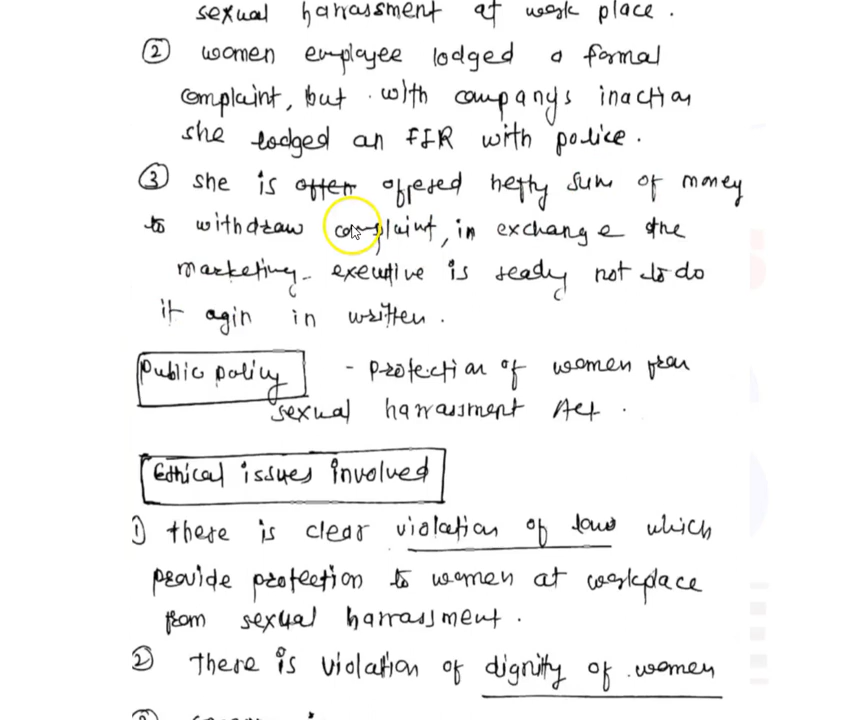 sexual harrassment at work place.
② women employee lodged a formal
complaint, but with company's inaction
she lodged an FIR with police.
③ she is often offered hefty sum of money
to withdraw complaint, in exchange the
marketing executive is ready not to do
it agin in written.
Public policy - protection of women from
sexual harrassment Act.
Ethical issues involved
1) there is clear violation of law which
provide protection to women at workplace
from sexual harrassment.
2) There is violation of dignity of women